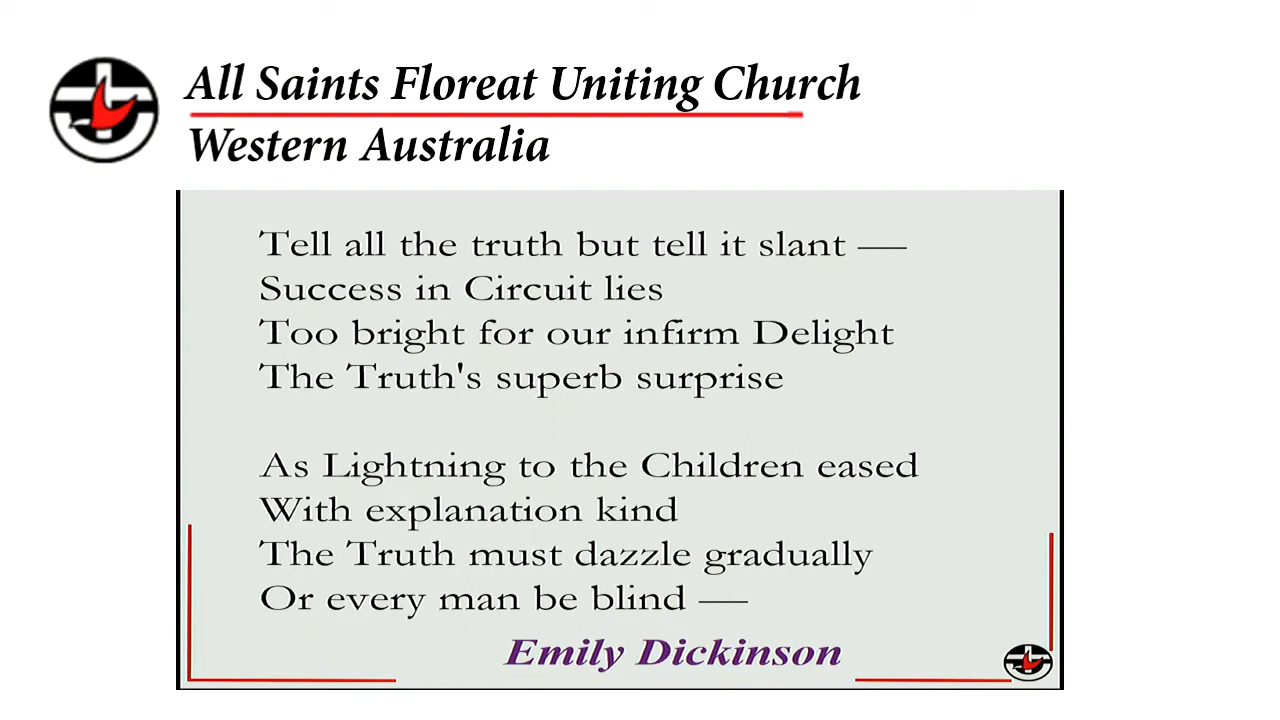 All Saints Floreat Uniting Church
Western Australia
Tell all the truth but tell it slant —
Success in Circuit lies
Too bright for our infirm Delight
The Truth's superb surprise
As Lightning to the Children eased
With explanation kind
The Truth must dazzle gradually
Or every man be blind —
Emily Dickinson